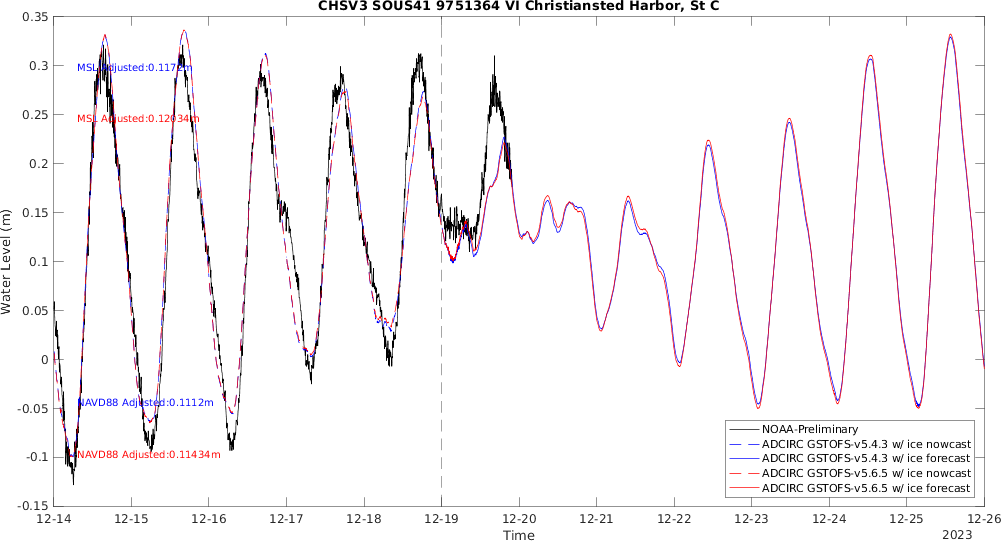 CHSV3 SOUS41 9751364 VI Christiansted Harbor, St C
0.35
0.3
0.25
0.2
0.15
0.1
0.05
0
-0.05
-0.1
-0.15
Water Level (m)
MSL Adjusted:0.1172m
MSL Adjusted:0.12034m
NAVD88 Adjusted:0.1112m
NAVD88 Adjusted:0.11434m
NOAA-Preliminary
ADCIRC GSTOFS-v5.4.3 w/ ice nowcast
ADCIRC GSTOFS-v5.4.3 w/ ice forecast
ADCIRC GSTOFS-v5.6.5 w/ ice nowcast
ADCIRC GSTOFS-v5.6.5 w/ ice forecast
12-14 12-15 12-16 12-17 12-18 12-19 12-20 12-21 12-22 12-23 12-24 12-25 12-26
Time
2023